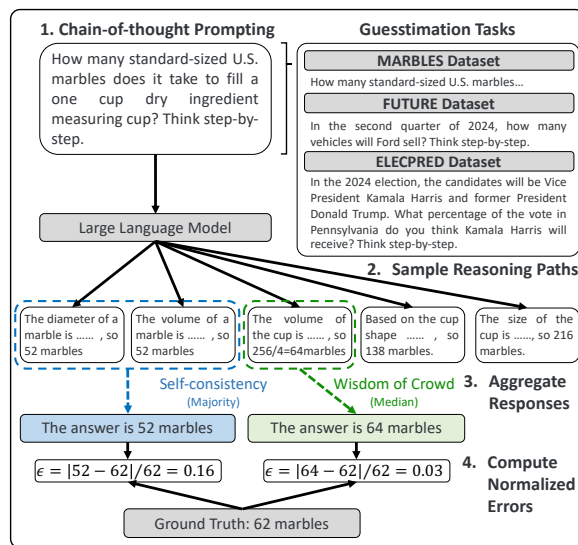 1. Chain-of-thought Prompting
How many standard-sized U.S.
marbles does it take to fill a
one cup dry ingredient
measuring cup? Think step-by-
step.
Guesstimation Tasks
MARBLES Dataset
How many standard-sized U.S. marbles…
FUTURE Dataset
In the second quarter of 2024, how many
vehicles will Ford sell? Think step-by-step.
ELECPRED Dataset
In the 2024 election, the candidates will be Vice
President Kamala Harris and former President
Donald Trump. What percentage of the vote in
Pennsylvania do you think Kamala Harris will
receive? Think step-by-step.
Large Language Model
2. Sample Reasoning Paths
The diameter of a
marble is …… , so
52 marbles
The volume of a
marble is …… , so
52 marbles
The volume of
the cup is …… , so
256/4=64marbles
Based on the cup
shape …… , so
138 marbles.
The size of the
cup is …… , so 216
marbles.
Self-consistency
(Majority)
Wisdom of Crowd
(Median)
3. Aggregate
Responses
The answer is 52 marbles
The answer is 64 marbles
ϵ = |52 − 62|/62 = 0.16
ϵ = |64 − 62|/62 = 0.03
4. Compute
Normalized
Errors
Ground Truth: 62 marbles